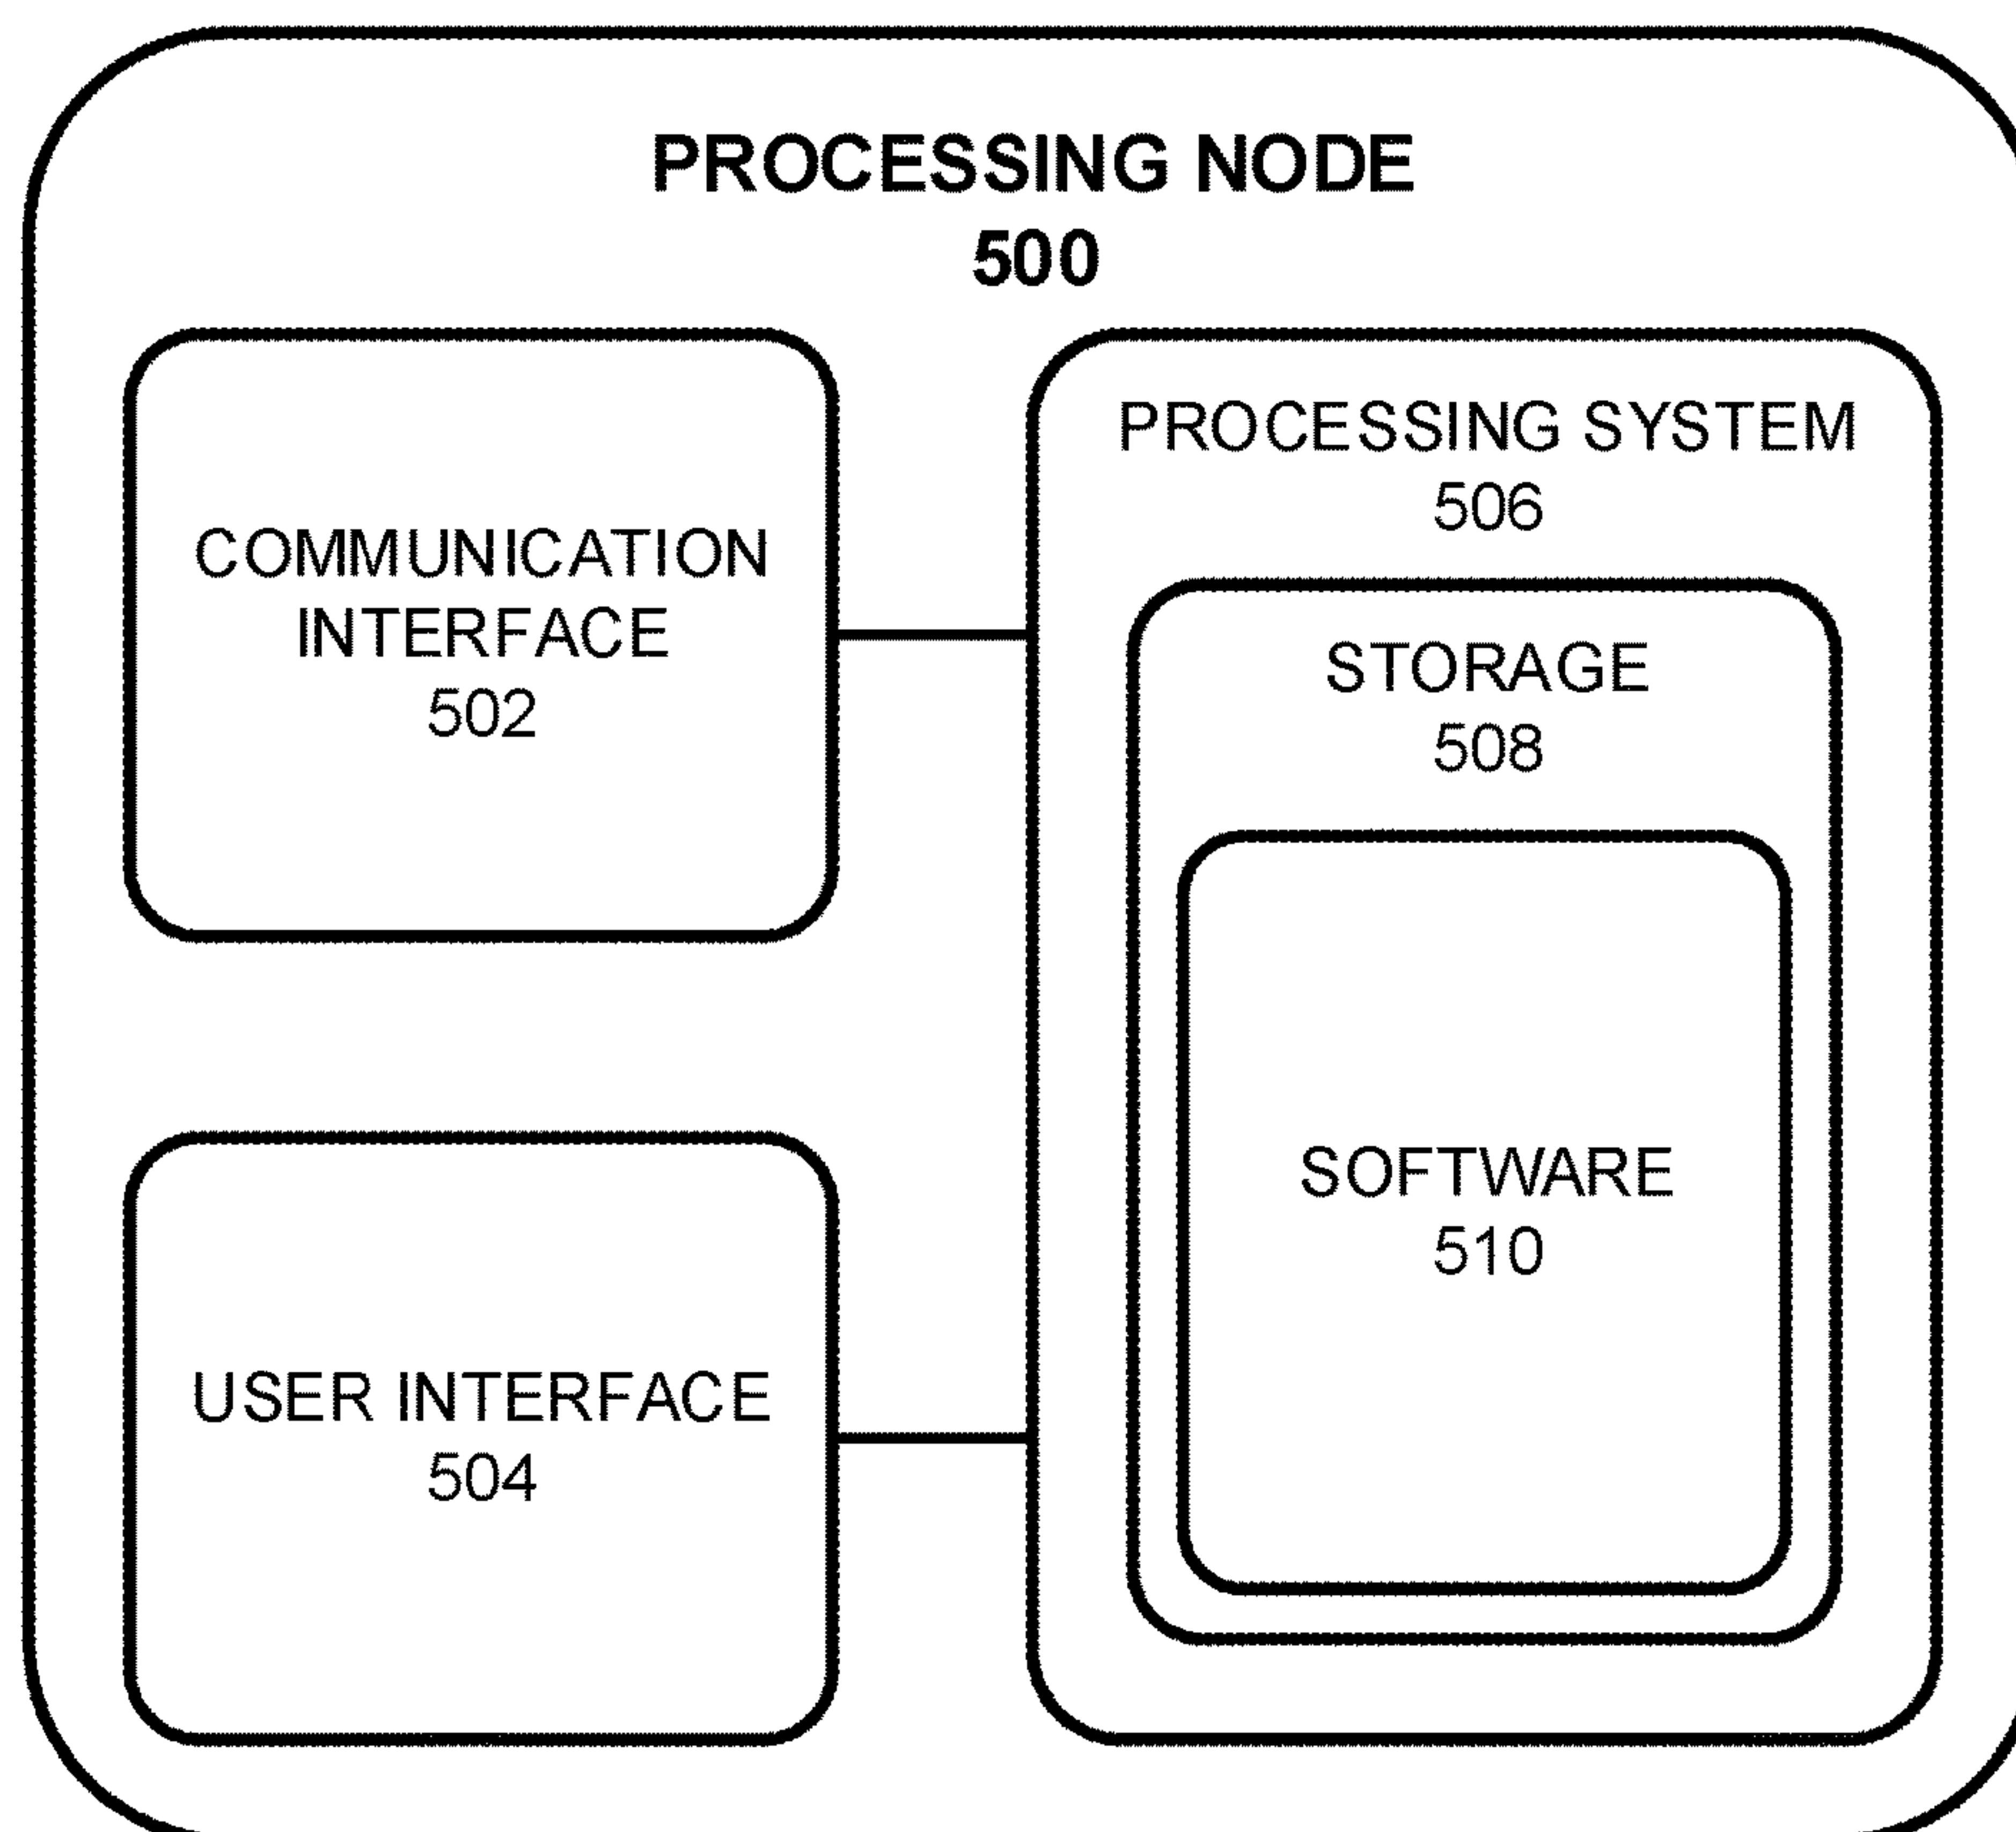 PROCESSING NODE
500
COMMUNICATION
INTERFACE
502
USER INTERFACE
504
PROCESSING SYSTEM
506
STORAGE
508
SOFTWARE
510